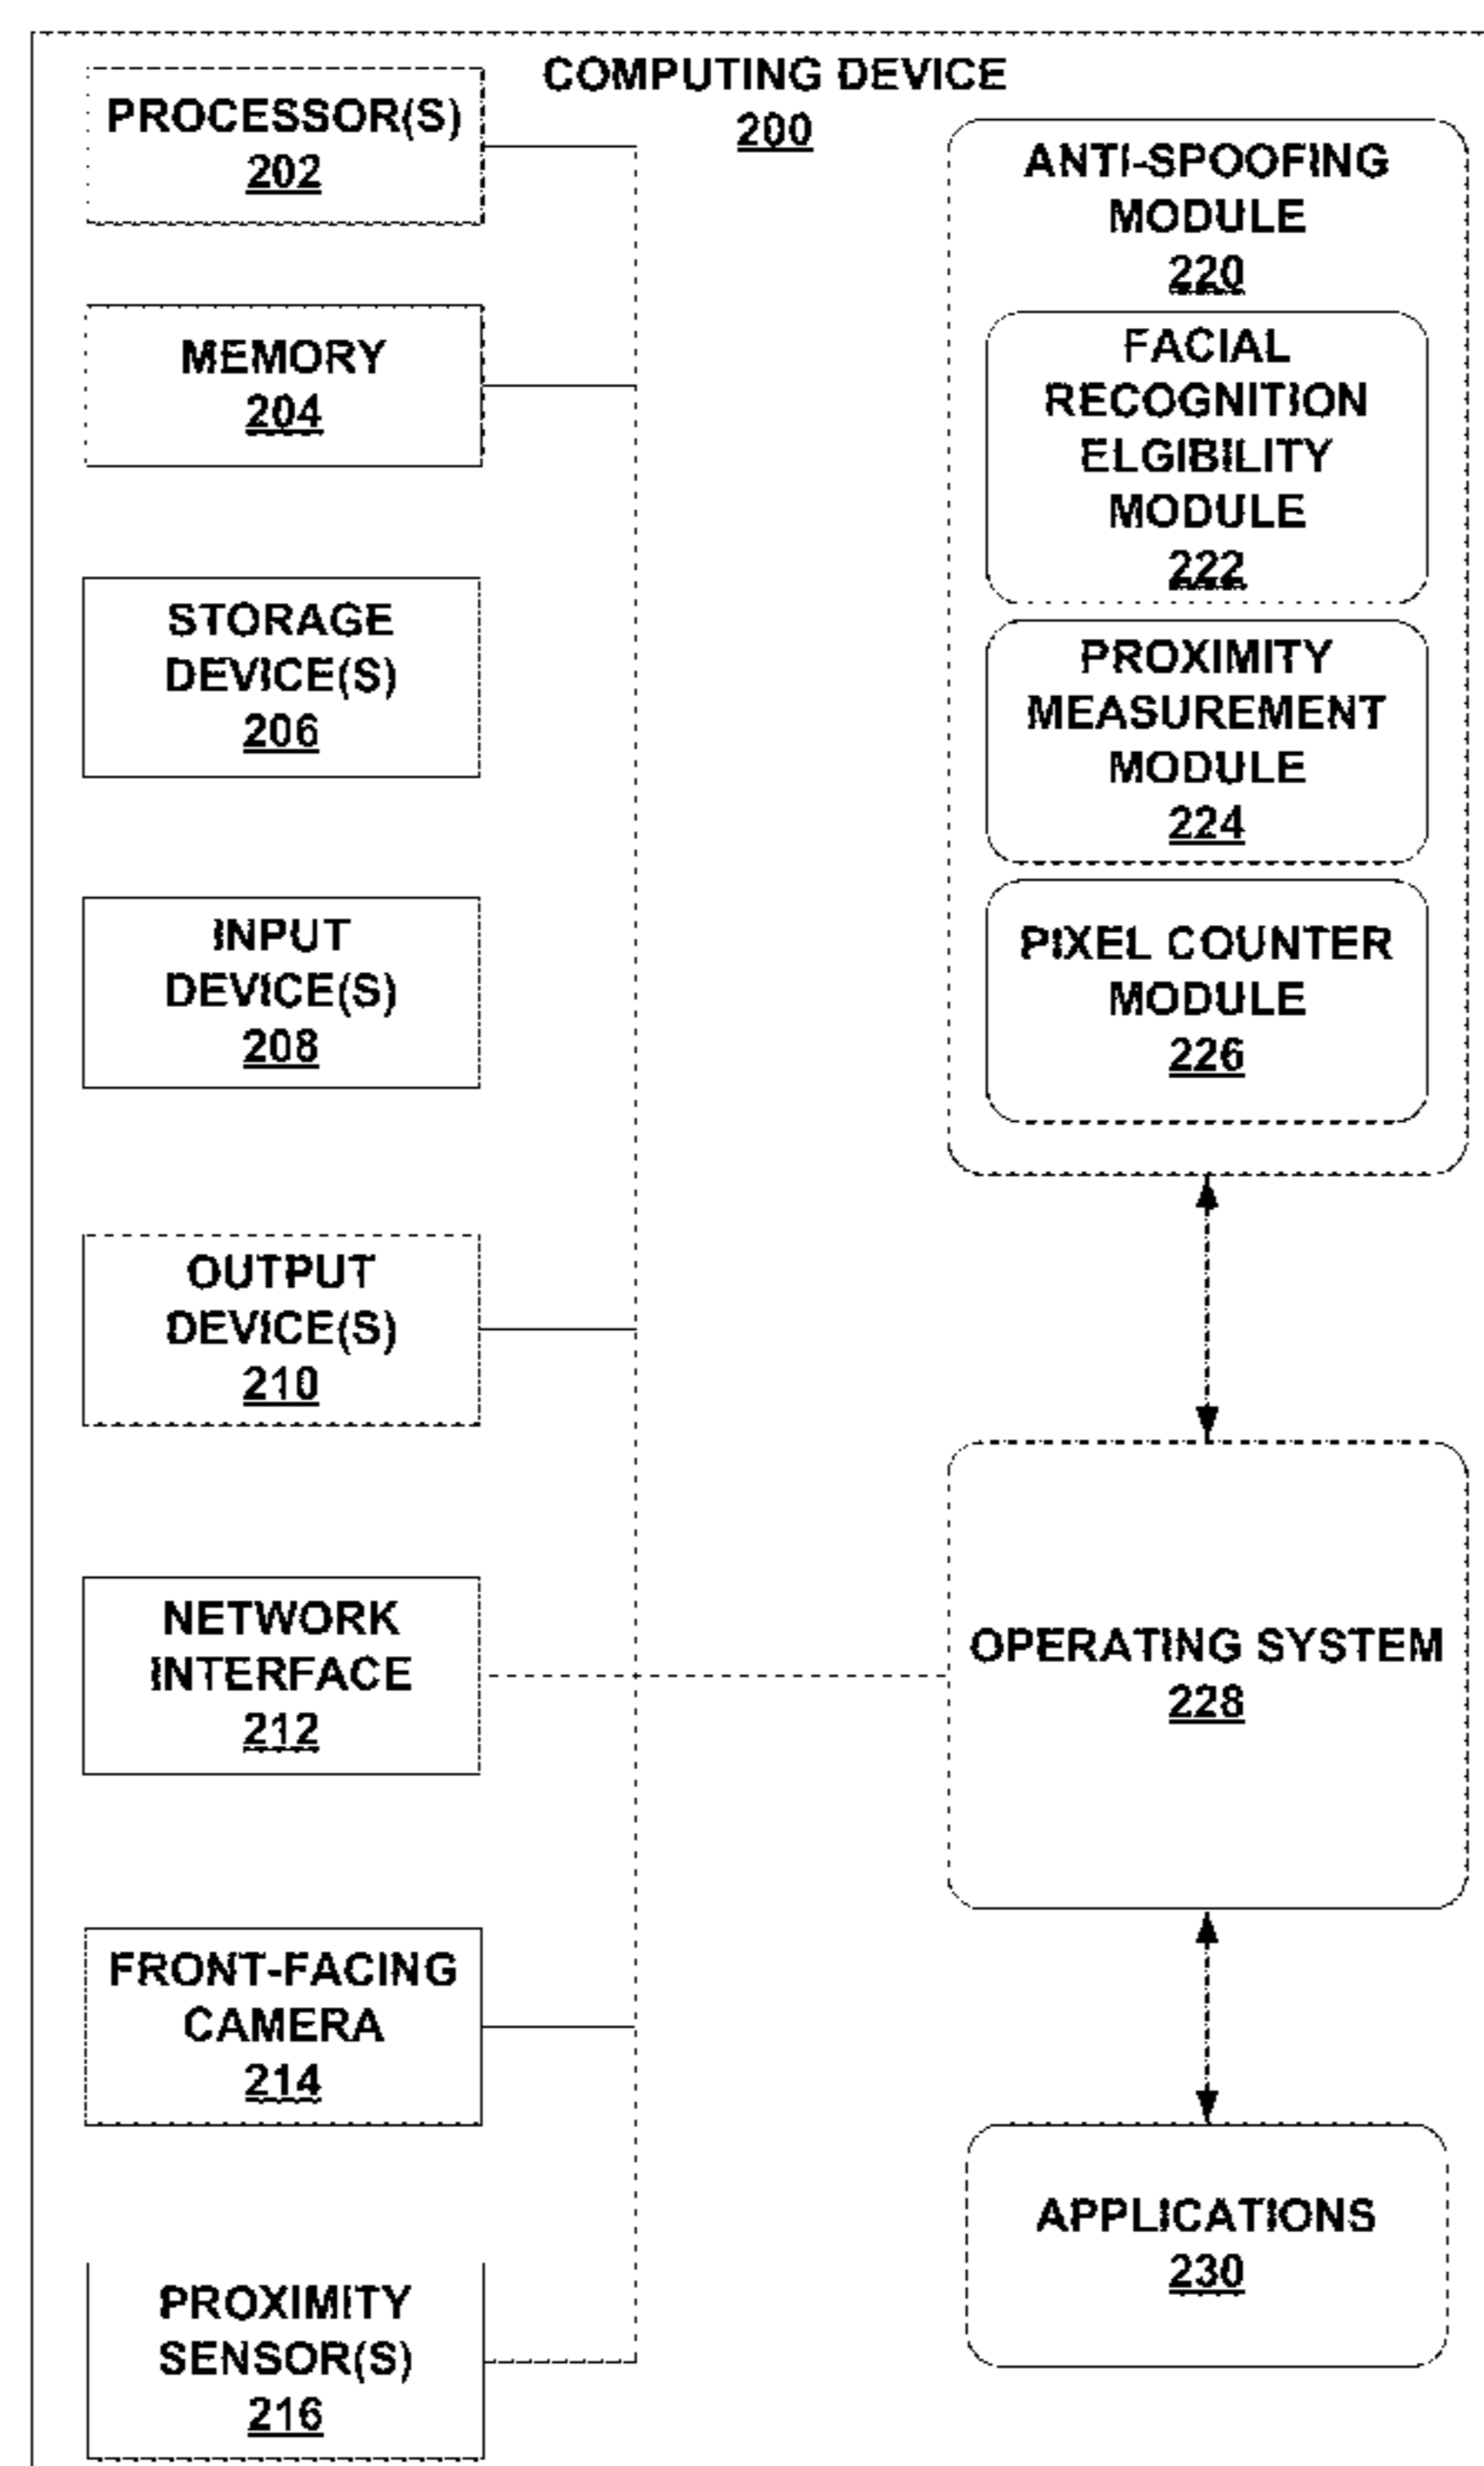 COMPUTING DEVICE
200
PROCESSOR(S)
202
MEMORY
204
STORAGE
DEVICE(S)
206
INPUT
DEVICE(S)
208
OUTPUT
DEVICE(S)
210
NETWORK
INTERFACE
212
FRONT-FACING
CAMERA
214
PROXIMITY
SENSOR(S)
216
ANTI-SPOOFING
MODULE
220
FACIAL
RECOGNITION
ELGIBILITY
MODULE
222
PROXIMITY
MEASUREMENT
MODULE
224
PIXEL COUNTER
MODULE
226
OPERATING SYSTEM
228
APPLICATIONS
230